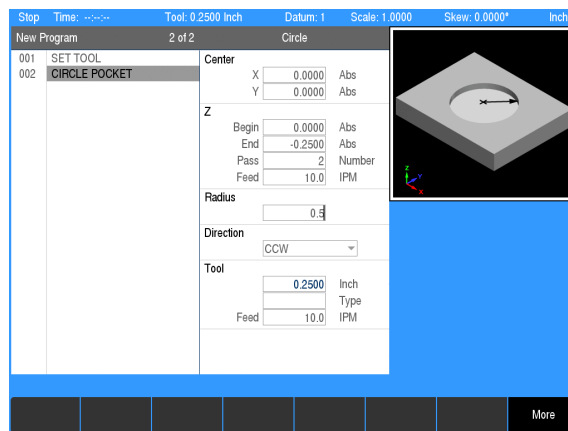 Stop Time: --:--:-- Tool: 0.2500 Inch Datum: 1 Scale: 1.0000 Skew: 0.0000° Inch
New Program 2 of 2 Circle
001 SET TOOL
002 CIRCLE POCKET
Center
X 0.0000 Abs
Y 0.0000 Abs
Z
Begin 0.0000 Abs
End -0.2500 Abs
Pass 2 Number
Feed 10.0 IPM
Radius
0.5
Direction
CCW
Tool
0.2500 Inch
Type
Feed 10.0 IPM
Z
Y
X
More